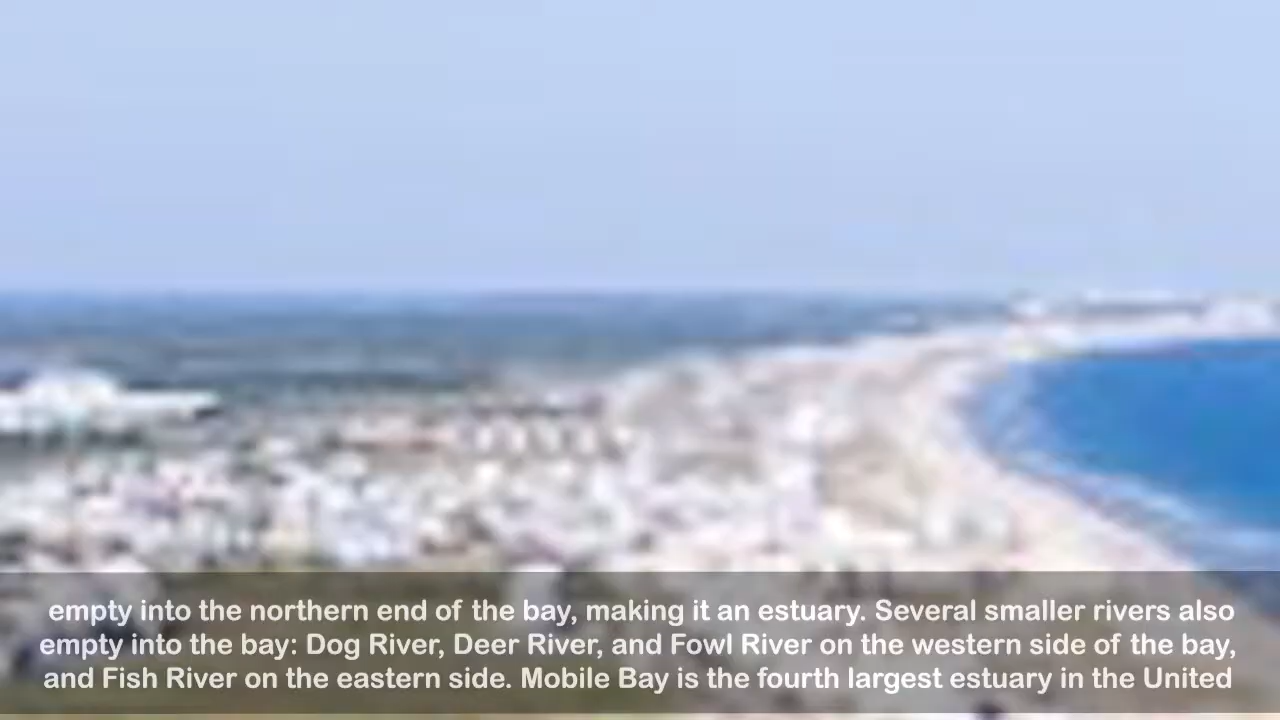 empty into the northern end of the bay, making it an estuary. Several smaller rivers also
empty into the bay: Dog River, Deer River, and Fowl River on the western side of the bay,
and Fish River on the eastern side. Mobile Bay is the fourth largest estuary in the United